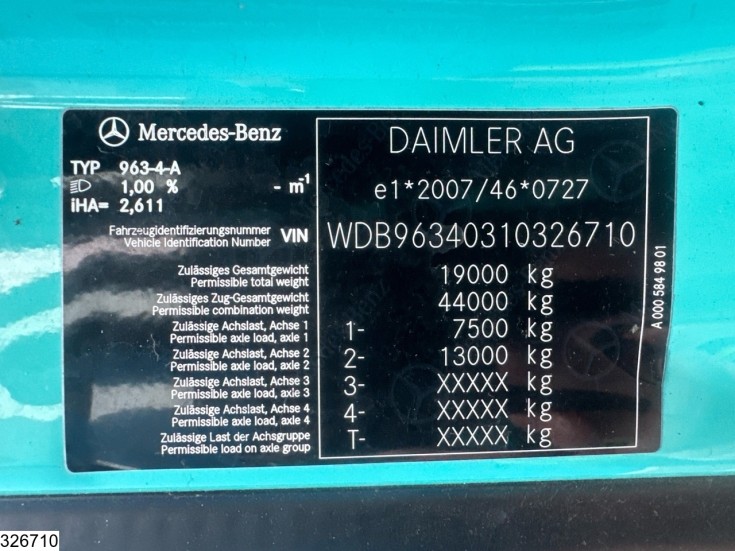 Mercedes-Benz
TYP 963-4-A
1,00 % - m-1
iHA= 2,611
DAIMLER AG
e1*2007/46*0727
Fahrzeugidentifizierungsnummer
Vehicle Identification Number VIN WDB96340310326710
Zulässiges Gesamtgewicht
Permissible total weight 19000 kg
Zulässiges Zug-Gesamtgewicht
Permissible combination weight 44000 kg
Zulässige Achslast, Achse 1
Permissible axle load, axle 1 1- 7500 kg
Zulässige Achslast, Achse 2
Permissible axle load, axle 2 2- 13000 kg
Zulässige Achslast, Achse 3
Permissible axle load, axle 3 3- XXXXX kg
Zulässige Achslast, Achse 4
Permissible axle load, axle 4 4- XXXXX kg
Zulässige Last der Achsgruppe
Permissible load on axle group T- XXXXX kg
A 000 584 98 01
326710